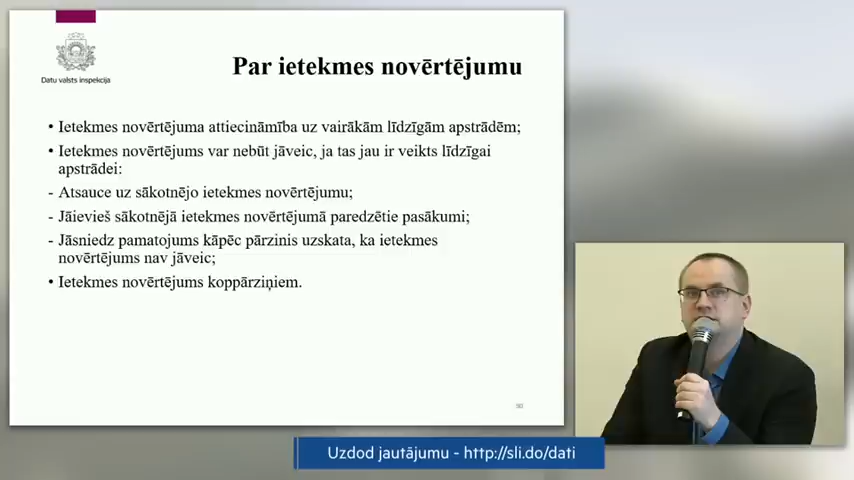 Datu valsts inspekcija
Par ietekmes novērtējumu
• Ietekmes novērtējuma attiecināmība uz vairākām līdzīgām apstrādēm;
• Ietekmes novērtējums var nebūt jāveic, ja tas jau ir veikts līdzīgai
apstrādei:
- Atsauce uz sākotnējo ietekmes novērtējumu;
- Jāievieš sākotnējā ietekmes novērtējumā paredzētie pasākumi;
- Jāsniedz pamatojums kāpēc pārzinis uzskata, ka ietekmes
novērtējums nav jāveic;
• Ietekmes novērtējums koppārziņiem.
Uzdod jautājumu - http://sli.do/dati